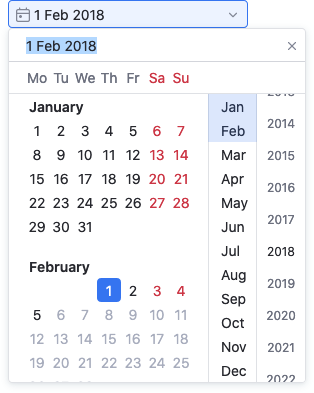 1 Feb 2018
1 Feb 2018
Mo Tu We Th Fr Sa Su
January
1 2 3 4 5 6 7
8 9 10 11 12 13 14
15 16 17 18 19 20 21
22 23 24 25 26 27 28
29 30 31
February
1 2 3 4
5 6 7 8 9 10 11
12 13 14 15 16 17 18
19 20 21 22 23 24 25
Jan
Feb
Mar
Apr
May
Jun
Jul
Aug
Sep
Oct
Nov
Dec
2014
2015
2016
2017
2018
2019
2020
2021
2022